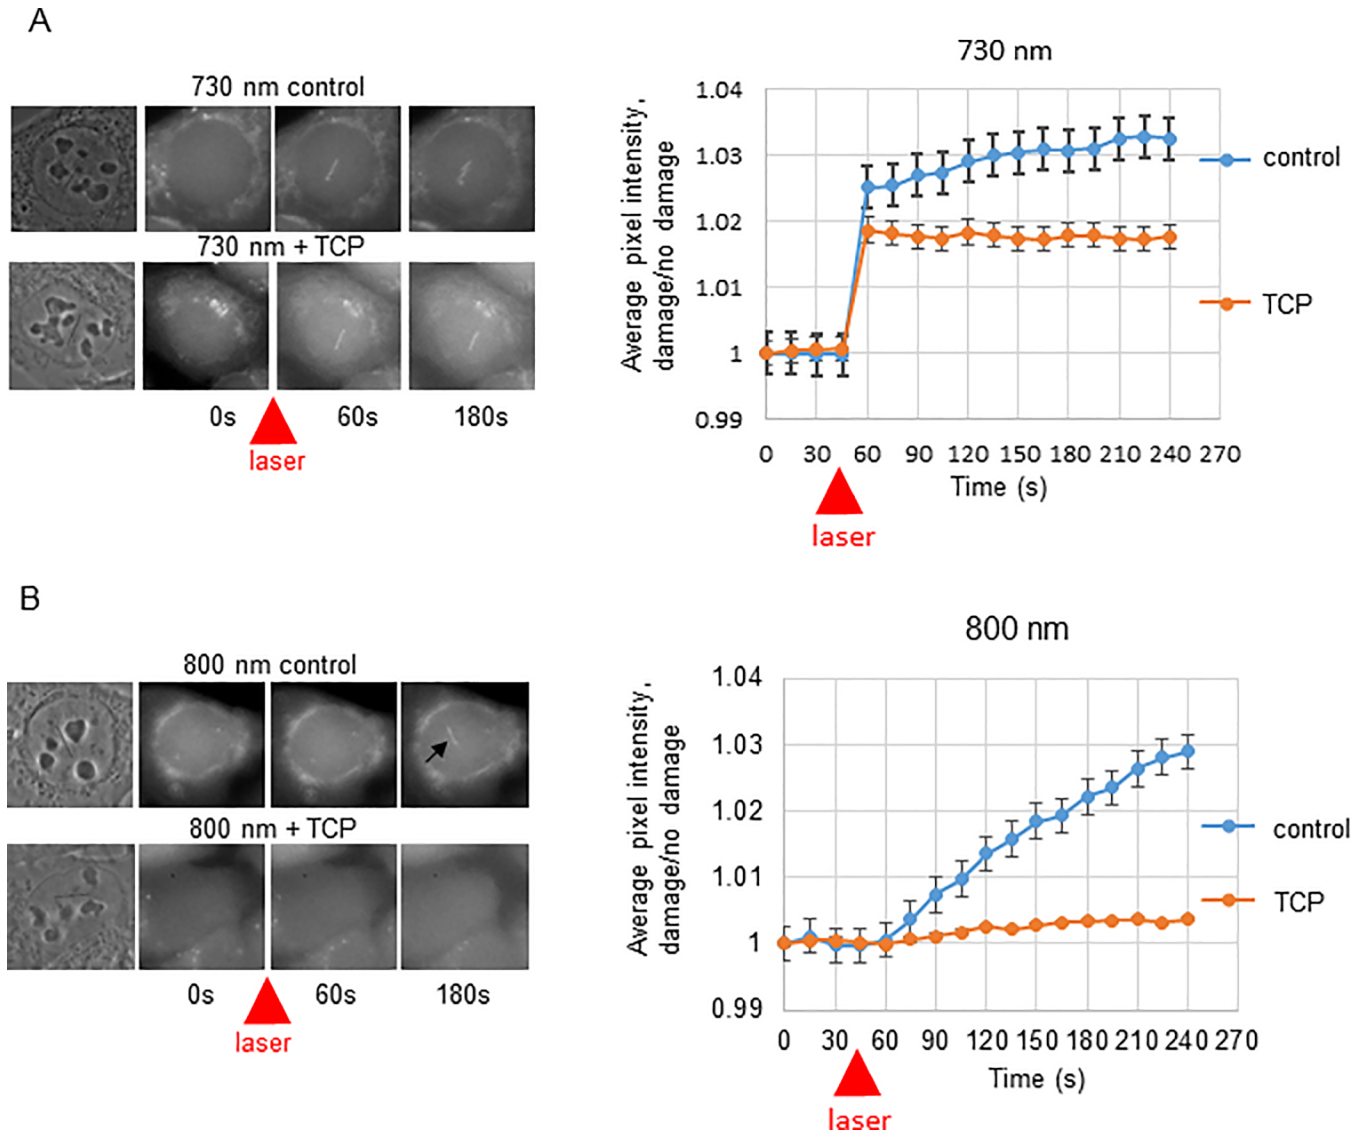 A
730 nm control
730 nm + TCP
0s
60s
180s
laser
730 nm
Average pixel intensity,
damage/no damage
1.04
1.03
1.02
1.01
1
0.99
0 30 60 90 120 150 180 210 240 270
Time (s)
laser
control
TCP
B
800 nm control
800 nm + TCP
0s
60s
180s
laser
800 nm
Average pixel intensity,
damage/no damage
1.04
1.03
1.02
1.01
1
0.99
0 30 60 90 120 150 180 210 240 270
Time (s)
laser
control
TCP